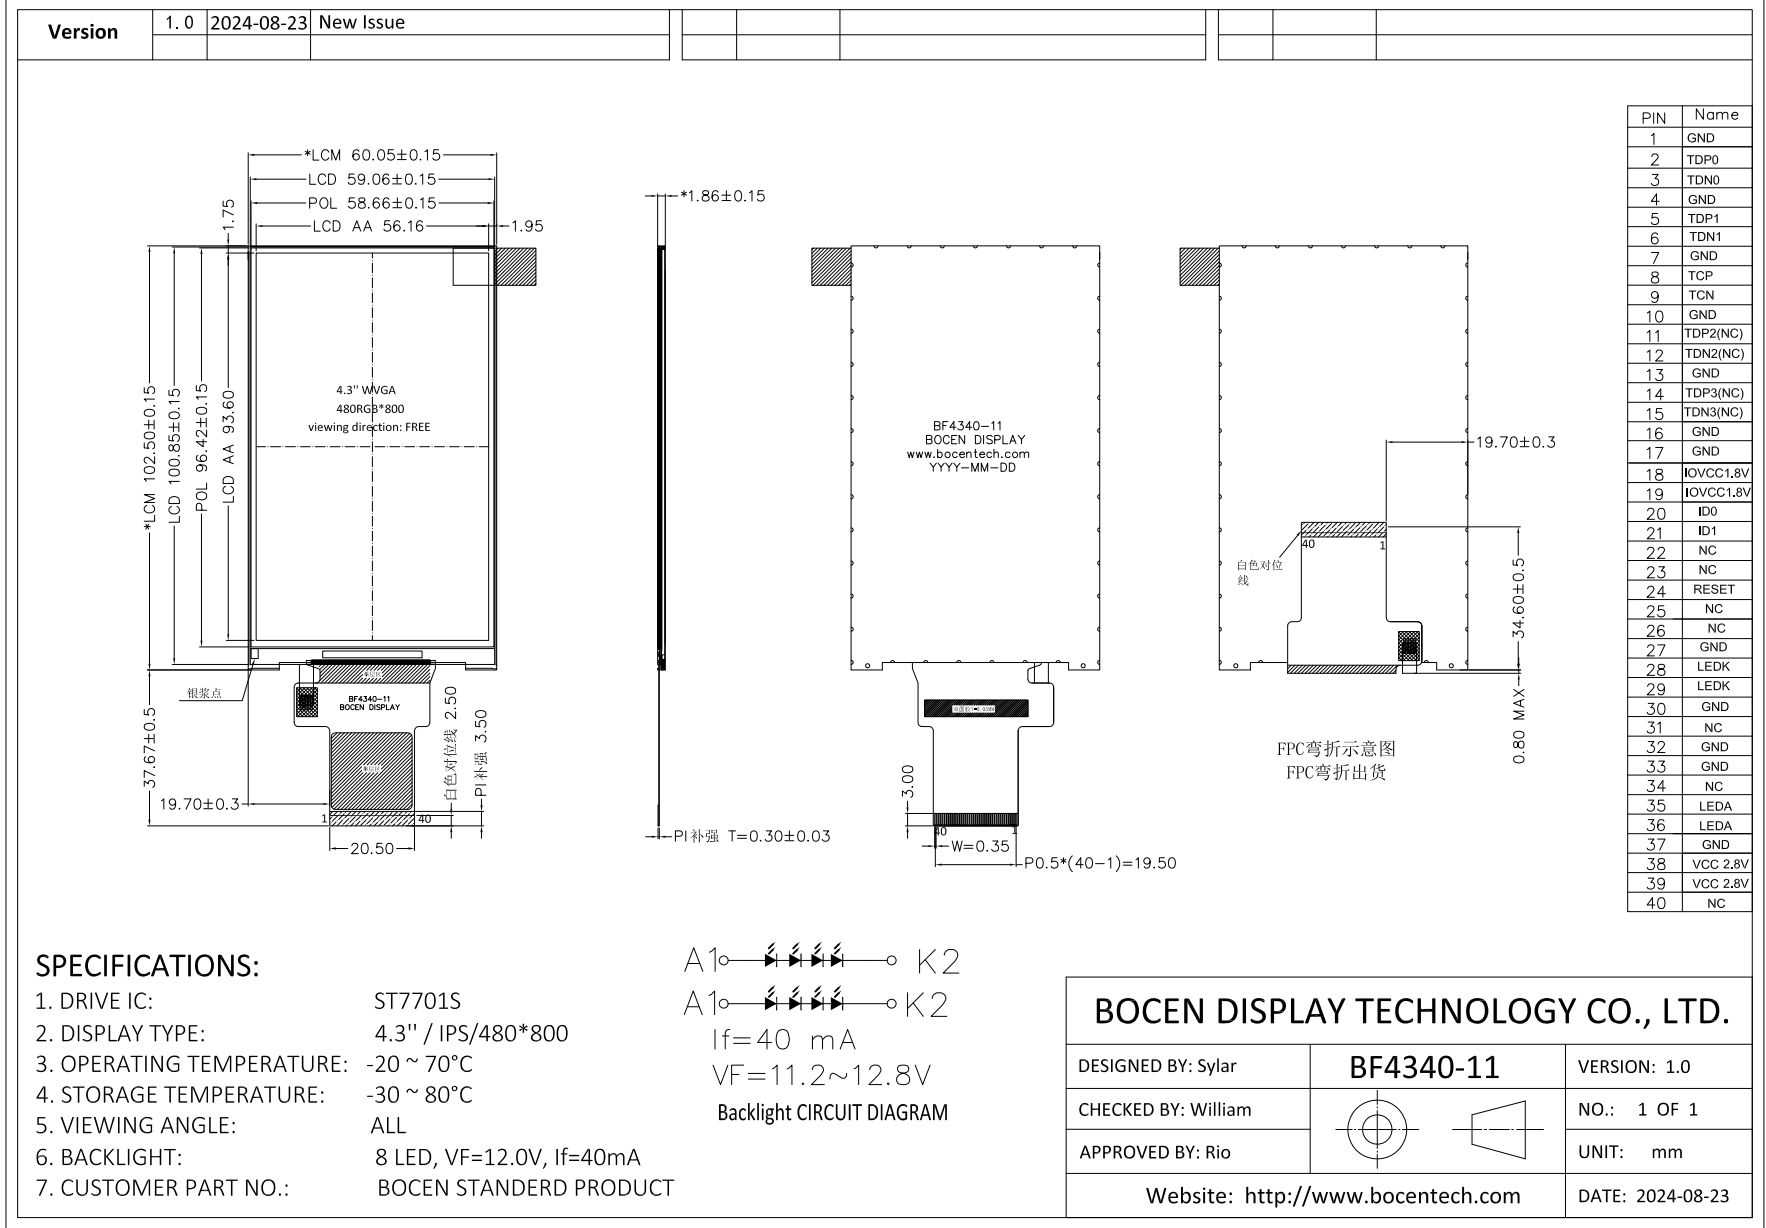 Version
1.0 2024-08-23 New Issue
*LCM 60.05±0.15
LCD 59.06±0.15
POL 58.66±0.15
LCD AA 56.16
1.95
1.75
*LCM 102.50±0.15
LCD 100.85±0.15
POL 96.42±0.15
LCD AA 93.60
4.3'' WVGA
480RGB*800
viewing direction: FREE
银浆点
BF4340-11
BOCEN DISPLAY
37.67±0.5
19.70±0.3
1
40
20.50
白色对位线 2.50
PI补强 3.50
*1.86±0.15
PI补强 T=0.30±0.03
BF4340-11
BOCEN DISPLAY
www.bocentech.com
YYYY-MM-DD
3.00
40
1
W=0.35
P0.5*(40-1)=19.50
19.70±0.3
40
1
白色对位
线
34.60±0.5
0.80 MAX
FPC弯折示意图
FPC弯折出货
PIN Name
1 GND
2 TDP0
3 TDN0
4 GND
5 TDP1
6 TDN1
7 GND
8 TCP
9 TCN
10 GND
11 TDP2(NC)
12 TDN2(NC)
13 GND
14 TDP3(NC)
15 TDN3(NC)
16 GND
17 GND
18 IOVCC1.8V
19 IOVCC1.8V
20 ID0
21 ID1
22 NC
23 NC
24 RESET
25 NC
26 NC
27 GND
28 LEDK
29 LEDK
30 GND
31 NC
32 GND
33 GND
34 NC
35 LEDA
36 LEDA
37 GND
38 VCC 2.8V
39 VCC 2.8V
40 NC
SPECIFICATIONS:
1. DRIVE IC: ST7701S
2. DISPLAY TYPE: 4.3'' / IPS/480*800
3. OPERATING TEMPERATURE: -20 ~ 70°C
4. STORAGE TEMPERATURE: -30 ~ 80°C
5. VIEWING ANGLE: ALL
6. BACKLIGHT: 8 LED, VF=12.0V, If=40mA
7. CUSTOMER PART NO.: BOCEN STANDERD PRODUCT
A1 K2
A1 K2
If=40 mA
VF=11.2~12.8V
Backlight CIRCUIT DIAGRAM
BOCEN DISPLAY TECHNOLOGY CO., LTD.
DESIGNED BY: Sylar
BF4340-11
VERSION: 1.0
CHECKED BY: William
NO.: 1 OF 1
APPROVED BY: Rio
UNIT: mm
Website: http://www.bocentech.com
DATE: 2024-08-23